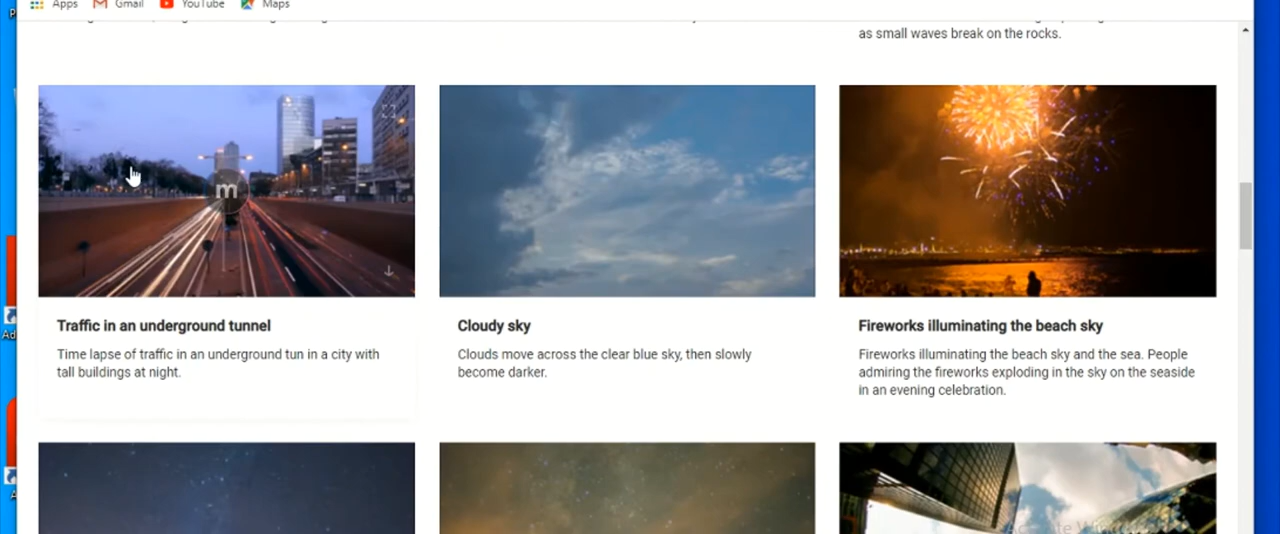 Apps Gmail YouTube Maps
as small waves break on the rocks.
m
Traffic in an underground tunnel
Time lapse of traffic in an underground tun in a city with
tall buildings at night.
Cloudy sky
Clouds move across the clear blue sky, then slowly
become darker.
Fireworks illuminating the beach sky
Fireworks illuminating the beach sky and the sea. People
admiring the fireworks exploding in the sky on the seaside
in an evening celebration.